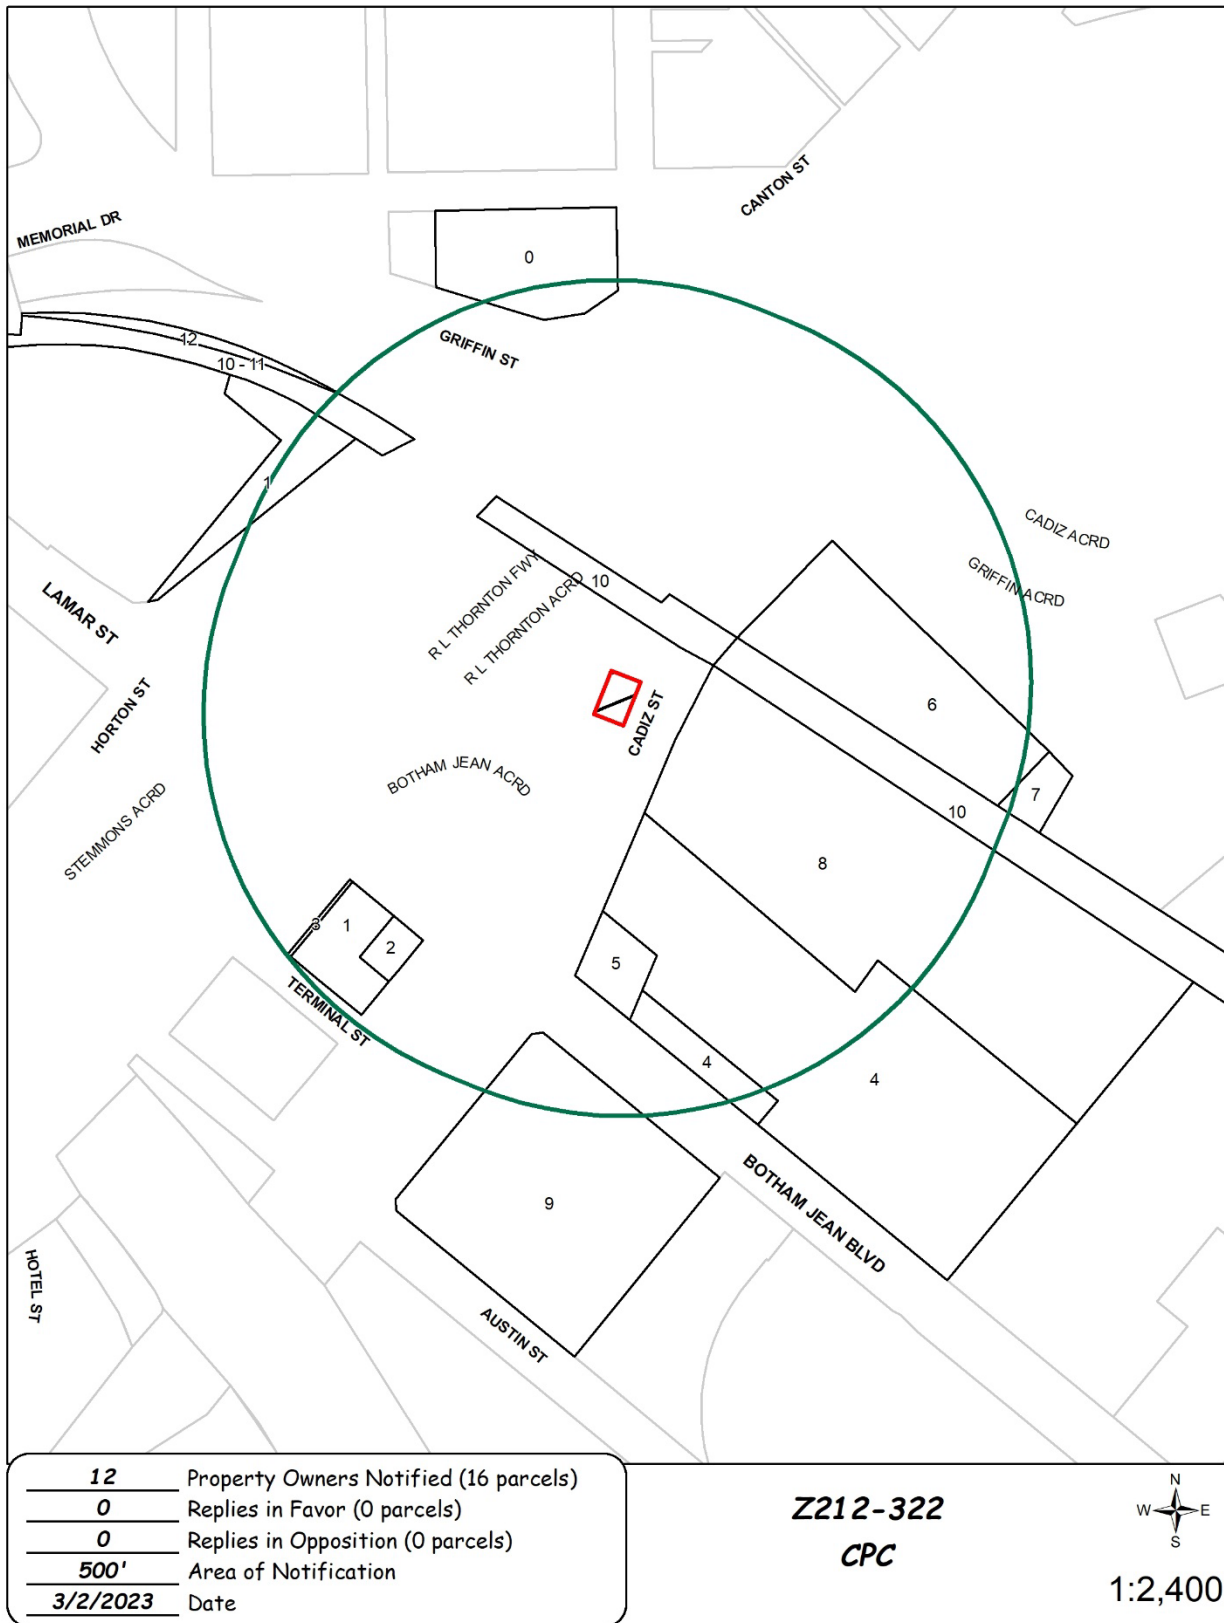 CANTON ST
MEMORIAL DR
0
GRIFFIN ST
12
10 - 11
1
CADIZ ACRD
GRIFFIN ACRD
R L THORNTON FWY
10
R L THORNTON ACRD
LAMAR ST
HORTON ST
CADIZ ST
6
BOTHAM JEAN ACRD
STEMMONS ACRD
7
10
8
3
1
2
5
TERMINAL ST
4
4
9
BOTHAM JEAN BLVD
HOTEL ST
AUSTIN ST
12 Property Owners Notified (16 parcels)
0 Replies in Favor (0 parcels)
0 Replies in Opposition (0 parcels)
500' Area of Notification
3/2/2023 Date
Z212-322
CPC
N
W E
S
1:2,400